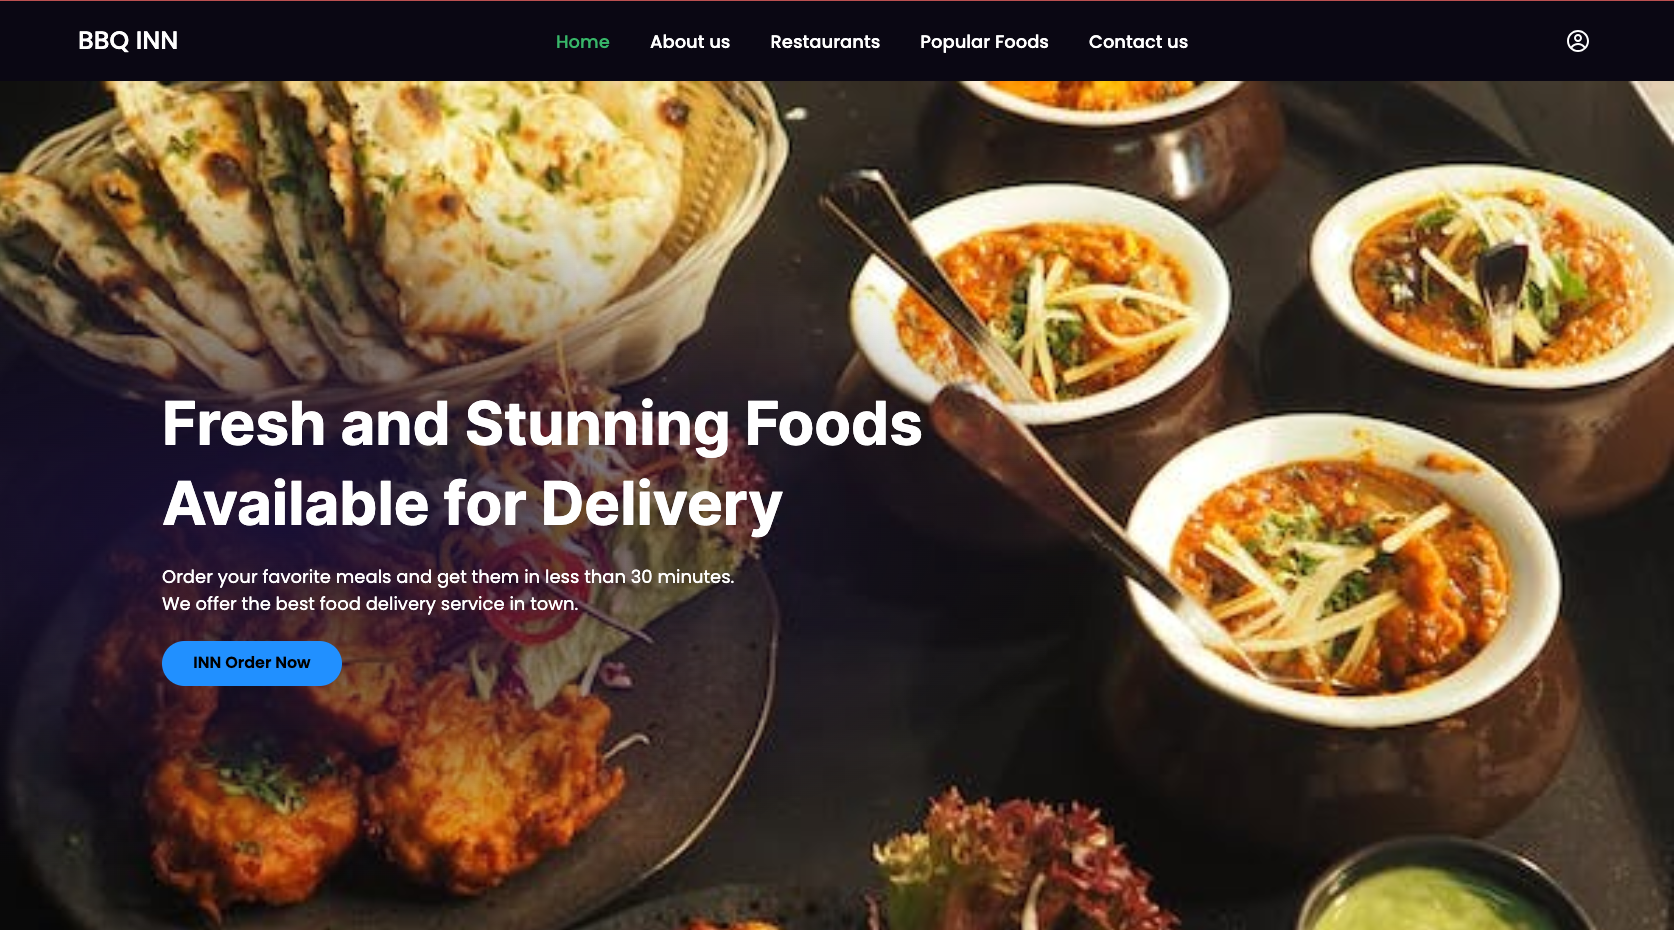 BBQ INN
Home
About us
Restaurants
Popular Foods
Contact us
Fresh and Stunning Foods
Available for Delivery
Order your favorite meals and get them in less than 30 minutes.
We offer the best food delivery service in town.
INN Order Now